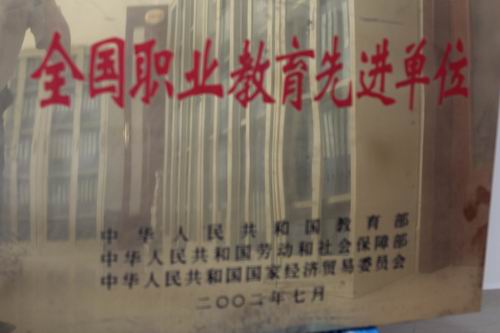 全国职业教育先进单位
中华人民共和国教育部
中华人民共和国劳动和社会保障部
中华人民共和国国家经济贸易委员会
二〇〇二年七月